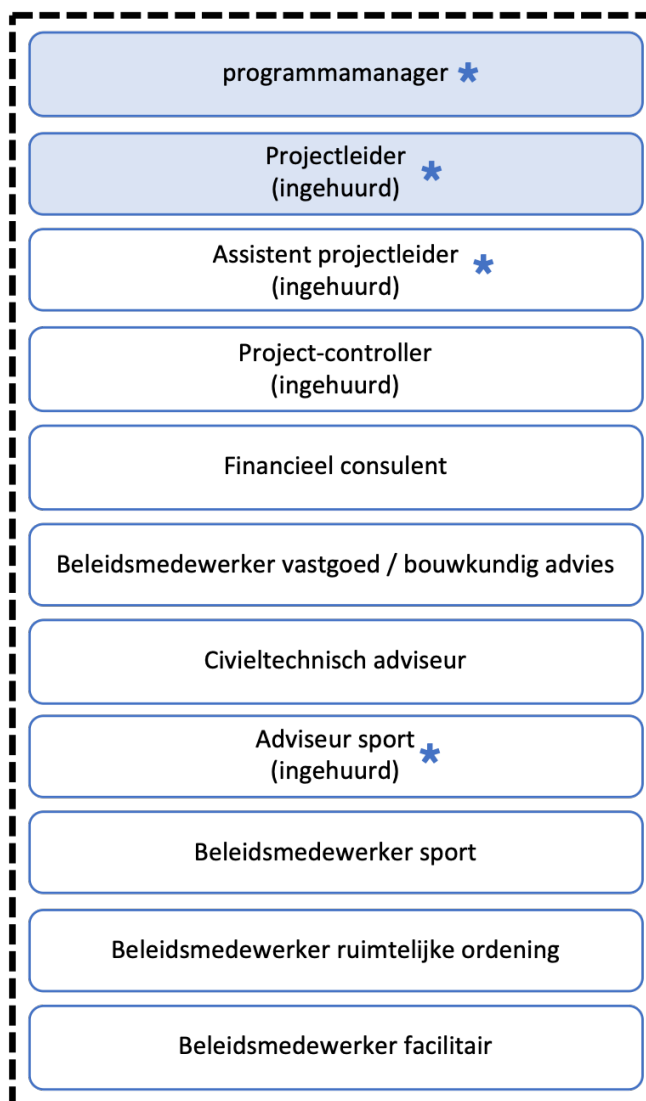 programmamanager *
Projectleider
(ingehuurd) *
Assistent projectleider *
(ingehuurd)
Project-controller
(ingehuurd)
Financieel consulent
Beleidsmedewerker vastgoed / bouwkundig advies
Civieltechnisch adviseur
Adviseur sport
(ingehuurd) *
Beleidsmedewerker sport
Beleidsmedewerker ruimtelijke ordening
Beleidsmedewerker facilitair